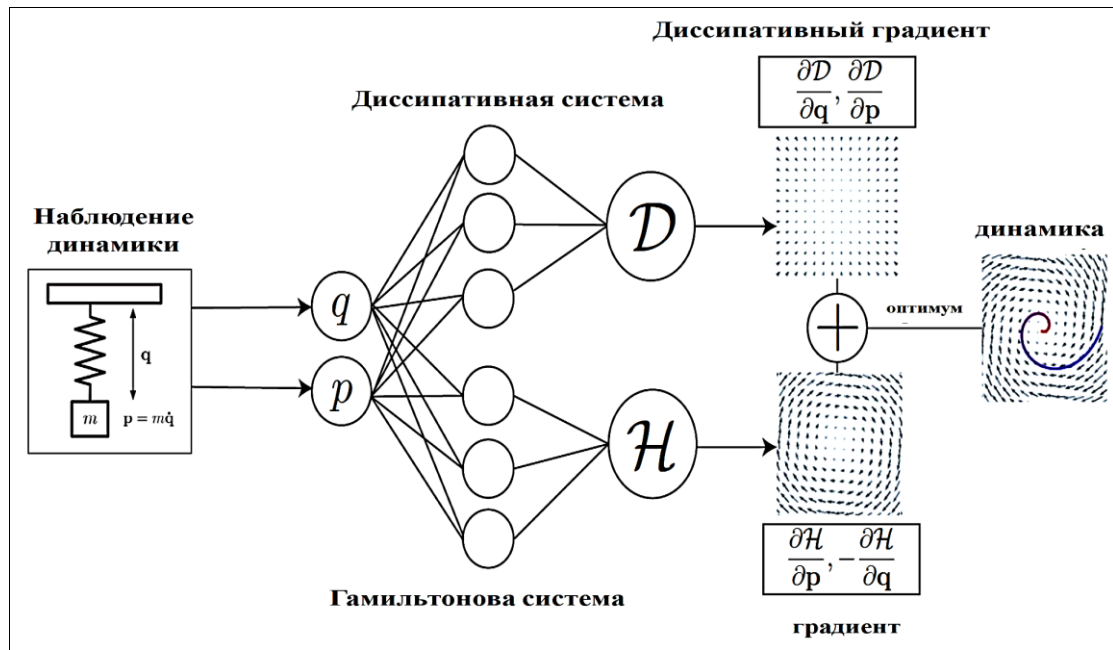 Диссипативный градиент
∂𝒟/∂q, ∂𝒟/∂p
Диссипативная система
Наблюдение
динамики
q
m
p = mq̇
q
p
𝒟
ℋ
+
оптимум
динамика
∂ℋ/∂p, -∂ℋ/∂q
Гамильтонова система
градиент